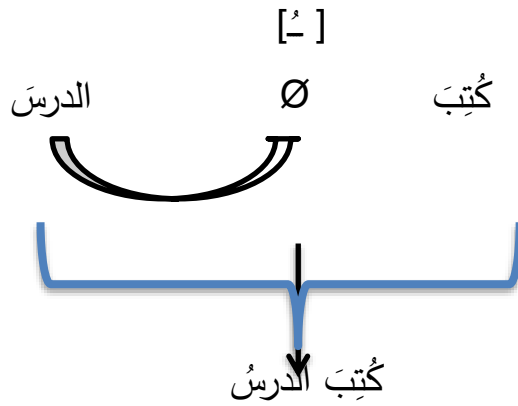 [ ـُ ]
كُتِبَ Ø الدرسَ
كُتِبَ الدرسُ